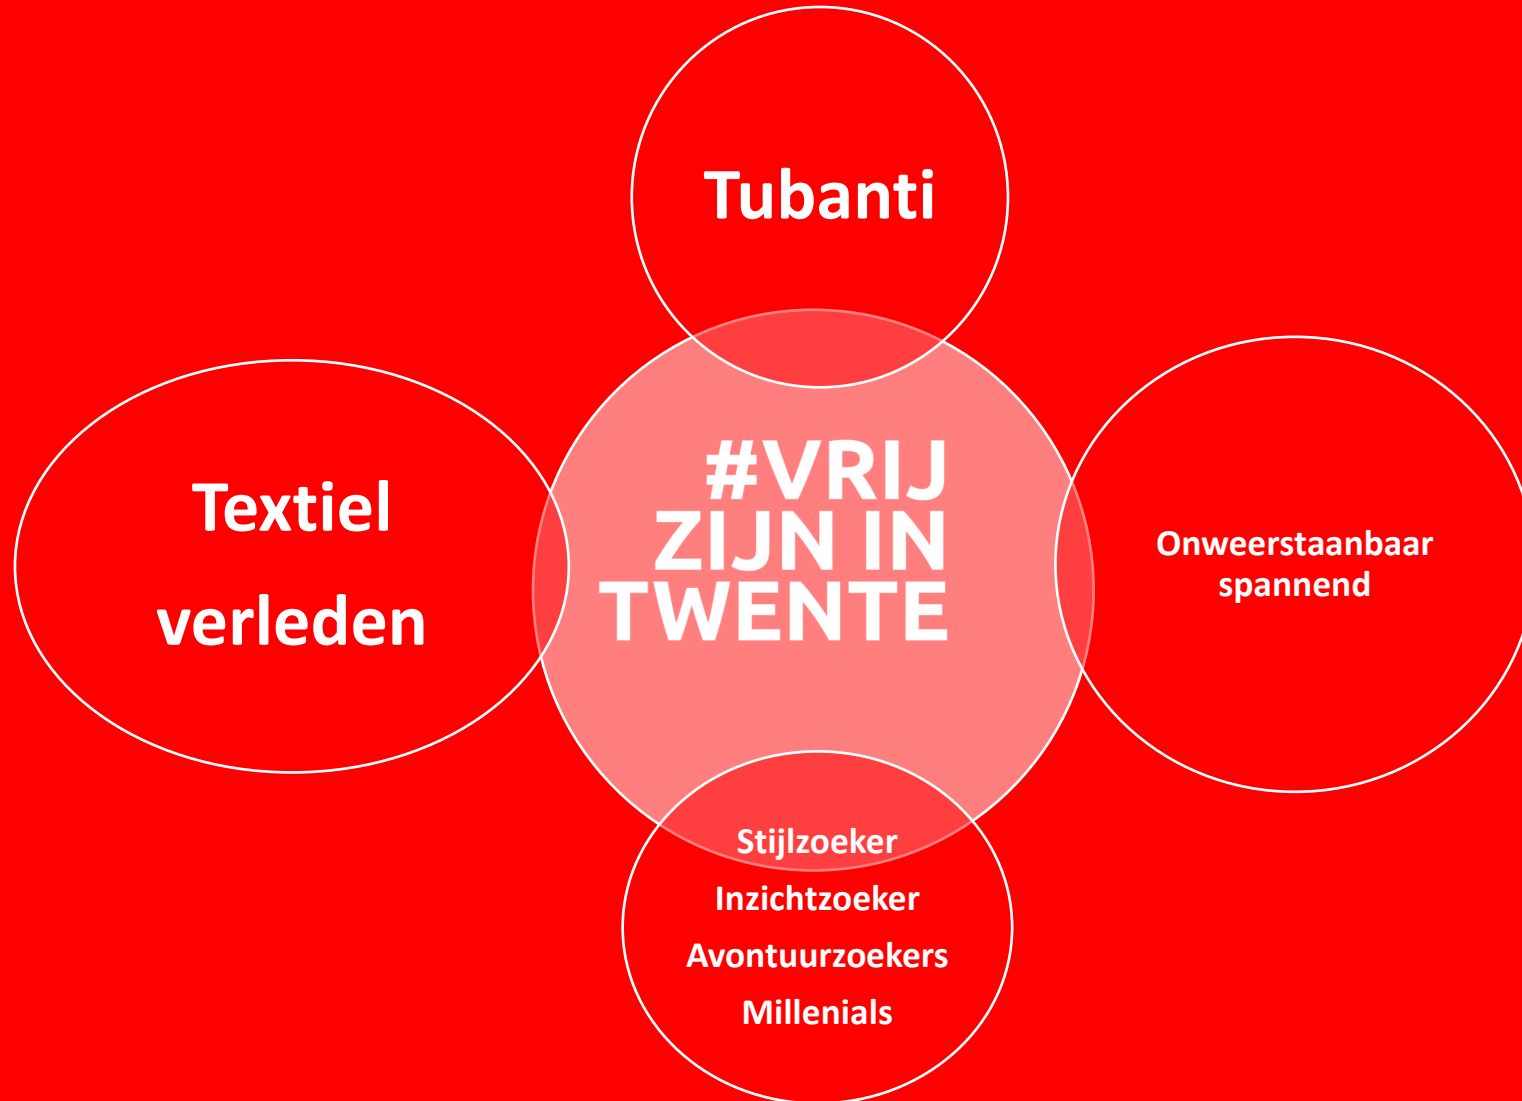 Tubanti
Textiel
verleden
#VRIJ
ZIJN IN
TWENTE
Onweerstaanbaar
spannend
Stijlzoeker
Inzichtzoeker
Avontuurzoekers
Millenials